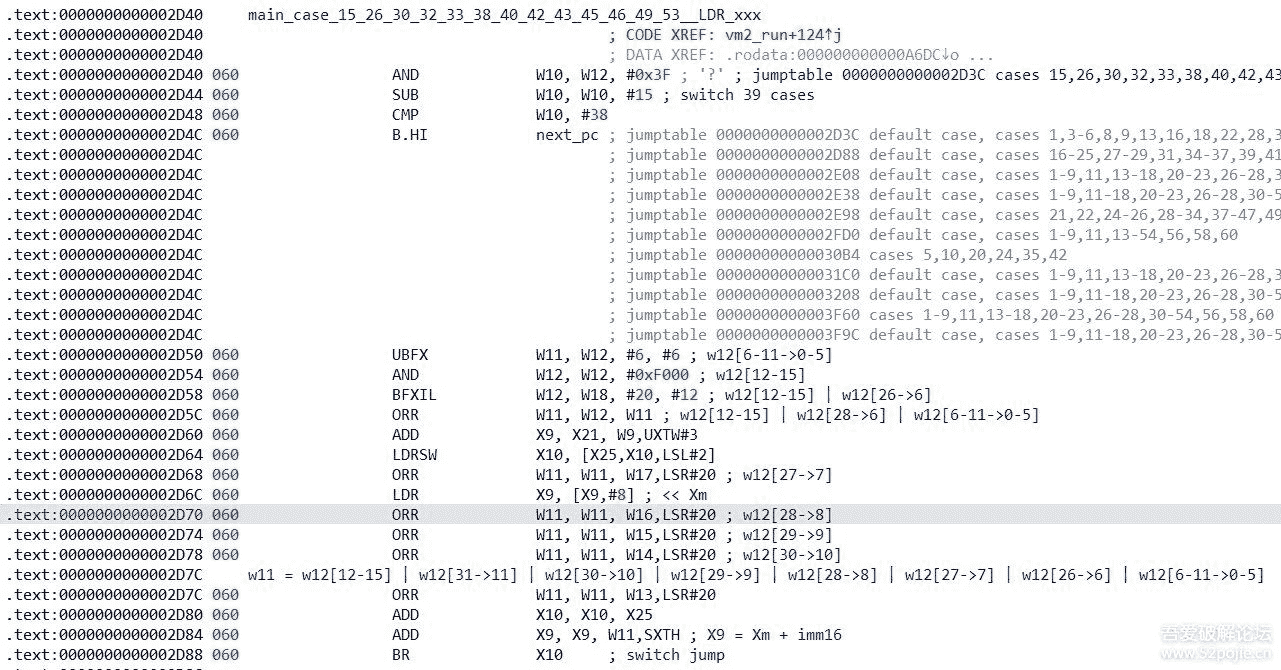 .text:0000000000002D40 main_case_15_26_30_32_33_38_40_42_43_45_46_49_53__LDR_xxx
.text:0000000000002D40 ; CODE XREF: vm2_run+124↑j
.text:0000000000002D40 ; DATA XREF: .rodata:000000000000A6DC↓o ...
.text:0000000000002D40 060 AND W10, W12, #0x3F ; '?' ; jumptable 0000000000002D3C cases 15,26,30,32,33,38,40,42,43
.text:0000000000002D44 060 SUB W10, W10, #15 ; switch 39 cases
.text:0000000000002D48 060 CMP W10, #38
.text:0000000000002D4C 060 B.HI next_pc ; jumptable 0000000000002D3C default case, cases 1,3-6,8,9,13,16,18,22,28,3
.text:0000000000002D4C ; jumptable 0000000000002D88 default case, cases 16-25,27-29,31,34-37,39,41
.text:0000000000002D4C ; jumptable 0000000000002E08 default case, cases 1-9,11,13-18,20-23,26-28,3
.text:0000000000002D4C ; jumptable 0000000000002E38 default case, cases 1-9,11-18,20-23,26-28,30-5
.text:0000000000002D4C ; jumptable 0000000000002E98 default case, cases 21,22,24-26,28-34,37-47,49
.text:0000000000002D4C ; jumptable 0000000000002FD0 default case, cases 1-9,11,13-54,56,58,60
.text:0000000000002D4C ; jumptable 00000000000030B4 cases 5,10,20,24,35,42
.text:0000000000002D4C ; jumptable 00000000000031C0 default case, cases 1-9,11,13-18,20-23,26-28,3
.text:0000000000002D4C ; jumptable 0000000000003208 default case, cases 1-9,11-18,20-23,26-28,30-5
.text:0000000000002D4C ; jumptable 0000000000003F60 cases 1-9,11,13-18,20-23,26-28,30-54,56,58,60
.text:0000000000002D4C ; jumptable 0000000000003F9C default case, cases 1-9,11-18,20-23,26-28,30-5
.text:0000000000002D50 060 UBFX W11, W12, #6, #6 ; w12[6-11->0-5]
.text:0000000000002D54 060 AND W12, W12, #0xF000 ; w12[12-15]
.text:0000000000002D58 060 BFXIL W12, W18, #20, #12 ; w12[12-15] | w12[26->6]
.text:0000000000002D5C 060 ORR W11, W12, W11 ; w12[12-15] | w12[28->6] | w12[6-11->0-5]
.text:0000000000002D60 060 ADD X9, X21, W9,UXTW#3
.text:0000000000002D64 060 LDRSW X10, [X25,X10,LSL#2]
.text:0000000000002D68 060 ORR W11, W11, W17,LSR#20 ; w12[27->7]
.text:0000000000002D6C 060 LDR X9, [X9,#8] ; << Xm
.text:0000000000002D70 060 ORR W11, W11, W16,LSR#20 ; w12[28->8]
.text:0000000000002D74 060 ORR W11, W11, W15,LSR#20 ; w12[29->9]
.text:0000000000002D78 060 ORR W11, W11, W14,LSR#20 ; w12[30->10]
.text:0000000000002D7C w11 = w12[12-15] | w12[31->11] | w12[30->10] | w12[29->9] | w12[28->8] | w12[27->7] | w12[26->6] | w12[6-11->0-5]
.text:0000000000002D7C 060 ORR W11, W11, W13,LSR#20
.text:0000000000002D80 060 ADD X10, X10, X25
.text:0000000000002D84 060 ADD X9, X9, W11,SXTH ; X9 = Xm + imm16
.text:0000000000002D88 060 BR X10 ; switch jump
吾爱破解论坛
www.52pojie.cn